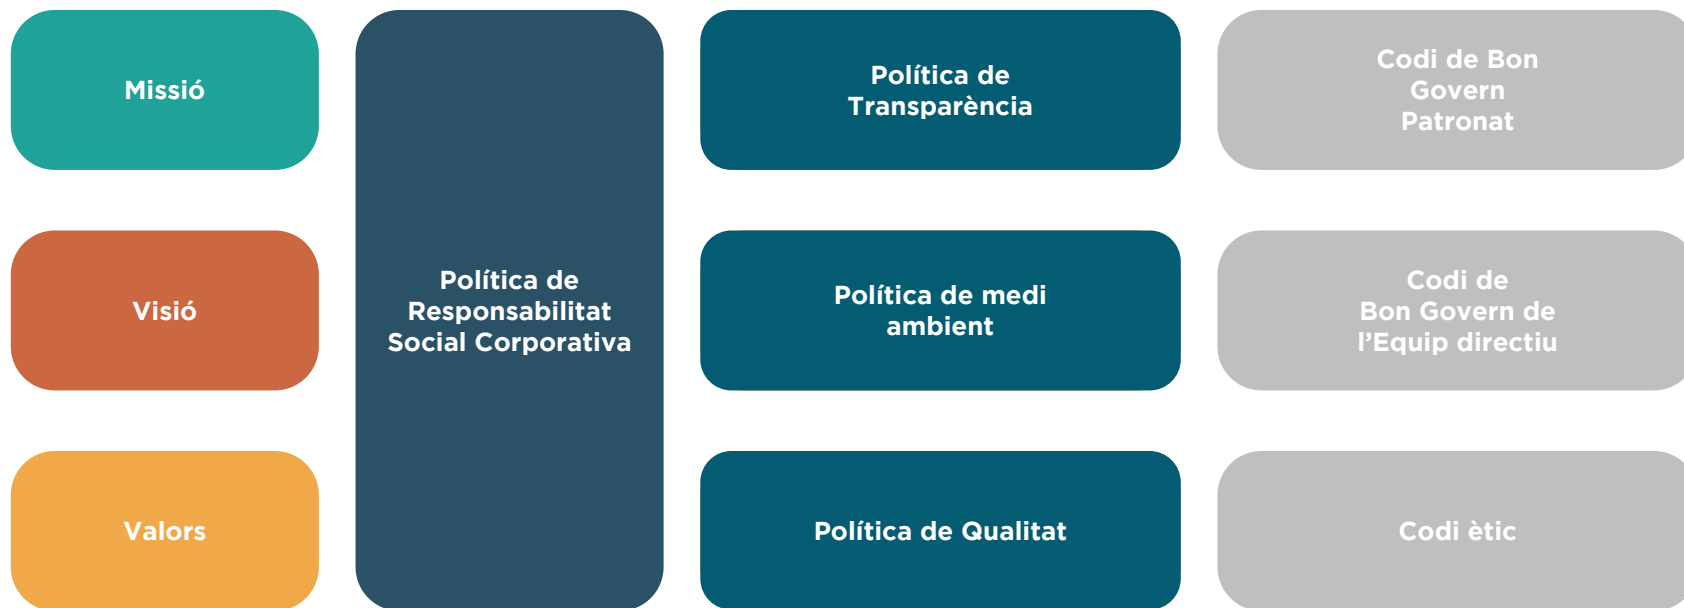 Missió
Visió
Valors
Política de
Responsabilitat
Social Corporativa
Política de
Transparència
Política de medi
ambient
Política de Qualitat
Codi de Bon
Govern
Patronat
Codi de
Bon Govern de
l’Equip directiu
Codi ètic